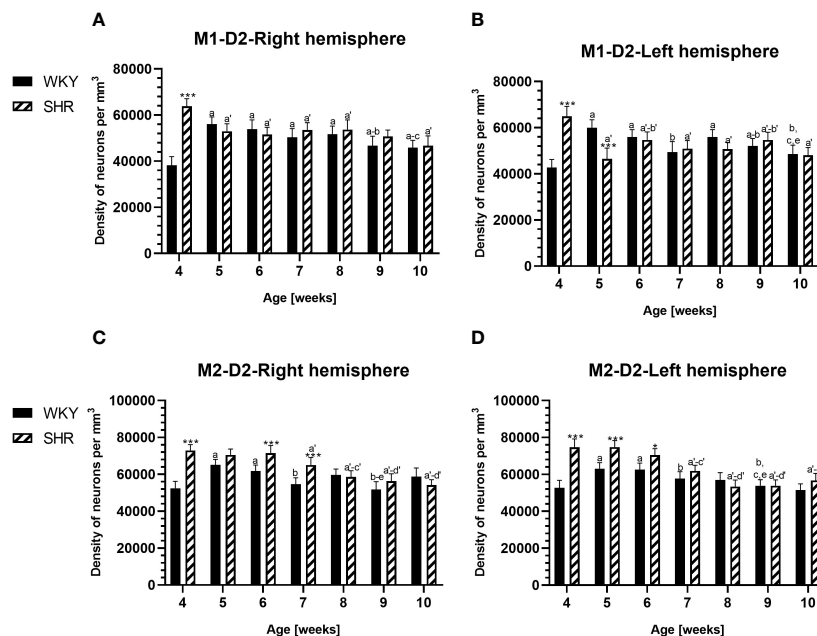 A
M1-D2-Right hemisphere
WKY
SHR
Density of neurons per mm³
80000
60000
40000
20000
0
***
a
a'
a
a'
a
a'
a
a'
a-b
a-c
a'
4 5 6 7 8 9 10
Age [weeks]
B
M1-D2-Left hemisphere
Density of neurons per mm³
80000
60000
40000
20000
0
***
a
a'
***
a
a'-b'
b
a'
a
a'
a-b
a'-b'
b,
c,e
a'
4 5 6 7 8 9 10
Age [weeks]
C
M2-D2-Right hemisphere
WKY
SHR
Density of neurons per mm³
100000
80000
60000
40000
20000
0
***
a
a
***
b
a'
***
a'-c'
b-e
a'-d'
a'-d'
4 5 6 7 8 9 10
Age [weeks]
D
M2-D2-Left hemisphere
Density of neurons per mm³
100000
80000
60000
40000
20000
0
***
a
***
a
*
b
a'-c'
a'-d'
b,
c,e
a'-d'
a'-
4 5 6 7 8 9 10
Age [weeks]